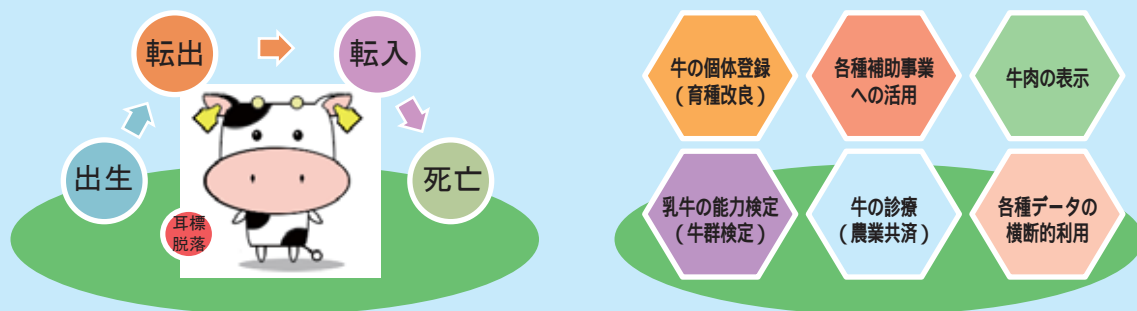 転出
転入
出生
死亡
耳標
脱落
牛の個体登録
（育種改良）
各種補助事業
への活用
牛肉の表示
乳牛の能力検定
（牛群検定）
牛の診療
（農業共済）
各種データの
横断的利用